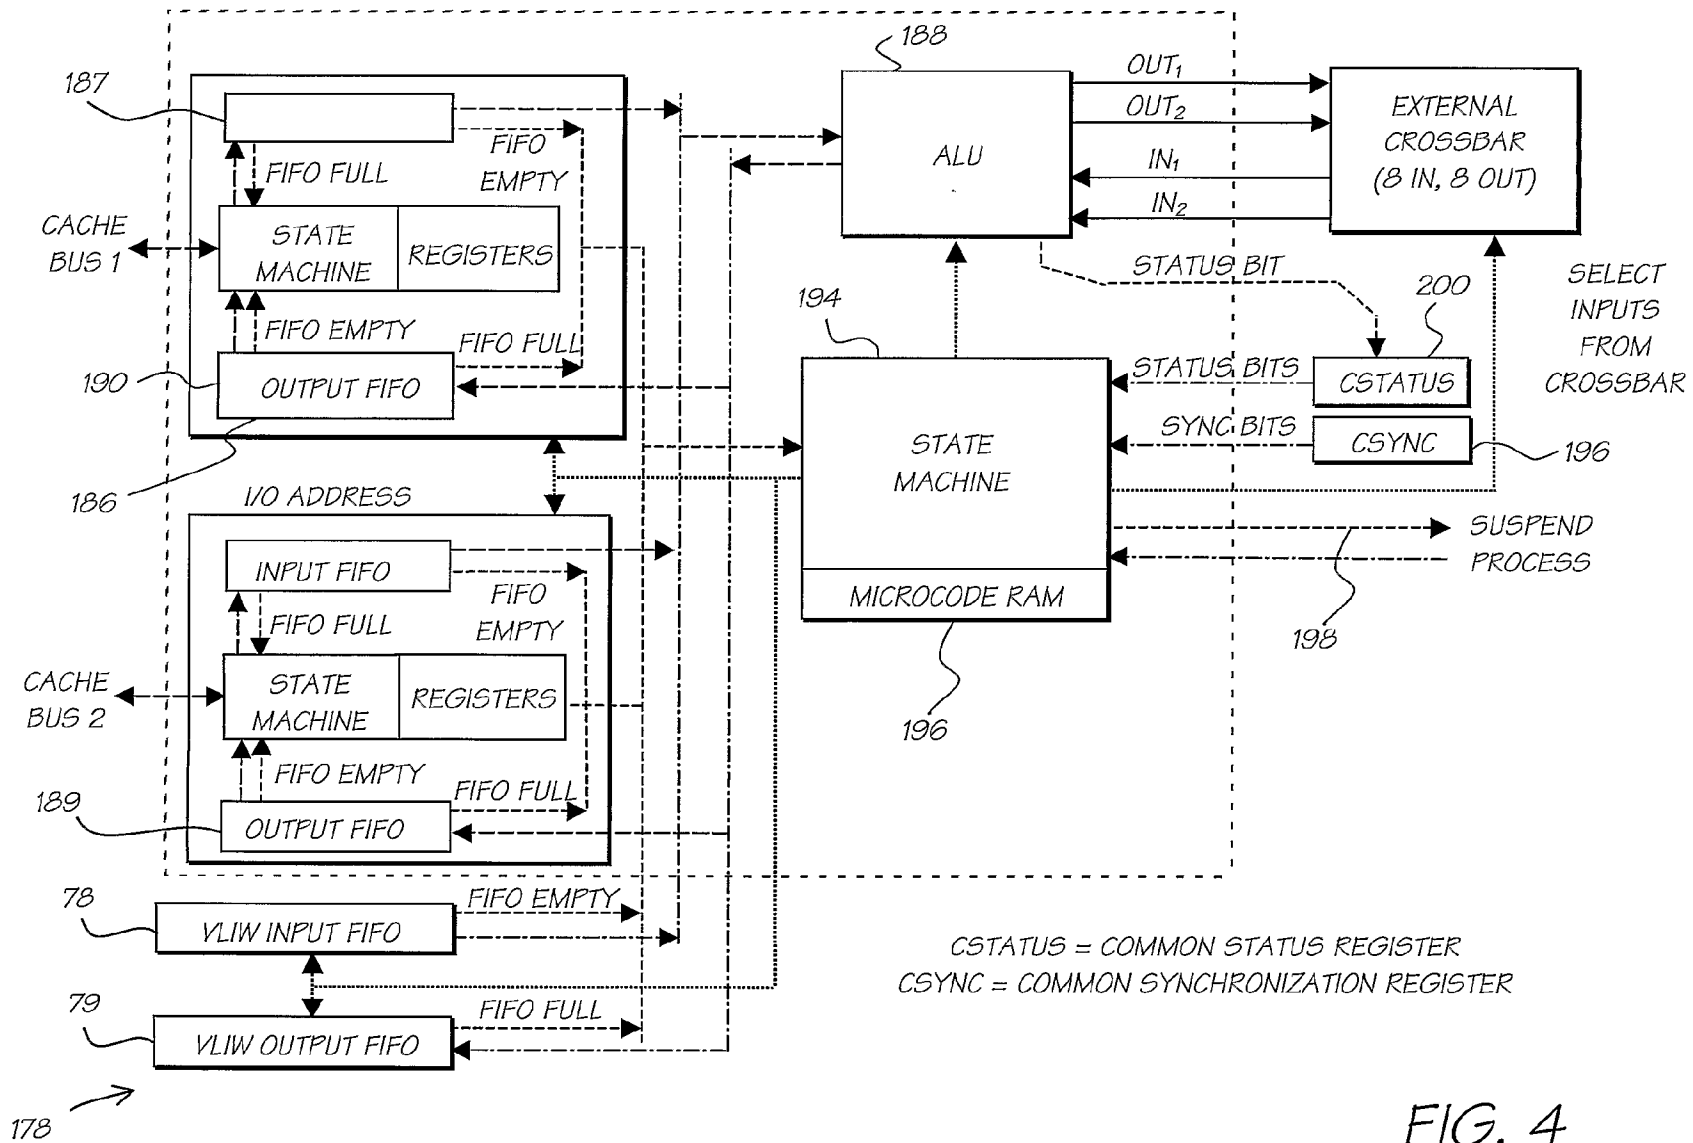 188
187
OUT1
OUT2
IN1
IN2
EXTERNAL
CROSSBAR
(8 IN, 8 OUT)
ALU
FIFO
EMPTY
FIFO FULL
CACHE
BUS 1
STATE
MACHINE
REGISTERS
FIFO EMPTY
FIFO FULL
190
OUTPUT FIFO
186
STATUS BIT
194
200
SELECT
INPUTS
FROM
CROSSBAR
STATUS BITS
CSTATUS
SYNC BITS
CSYNC
196
STATE
MACHINE
SUSPEND
PROCESS
198
MICROCODE RAM
196
I/O ADDRESS
INPUT FIFO
FIFO
EMPTY
FIFO FULL
CACHE
BUS 2
STATE
MACHINE
REGISTERS
FIFO EMPTY
FIFO FULL
189
OUTPUT FIFO
78
FIFO EMPTY
VLIW INPUT FIFO
79
FIFO FULL
VLIW OUTPUT FIFO
178
CSTATUS = COMMON STATUS REGISTER
CSYNC = COMMON SYNCHRONIZATION REGISTER
FIG. 4